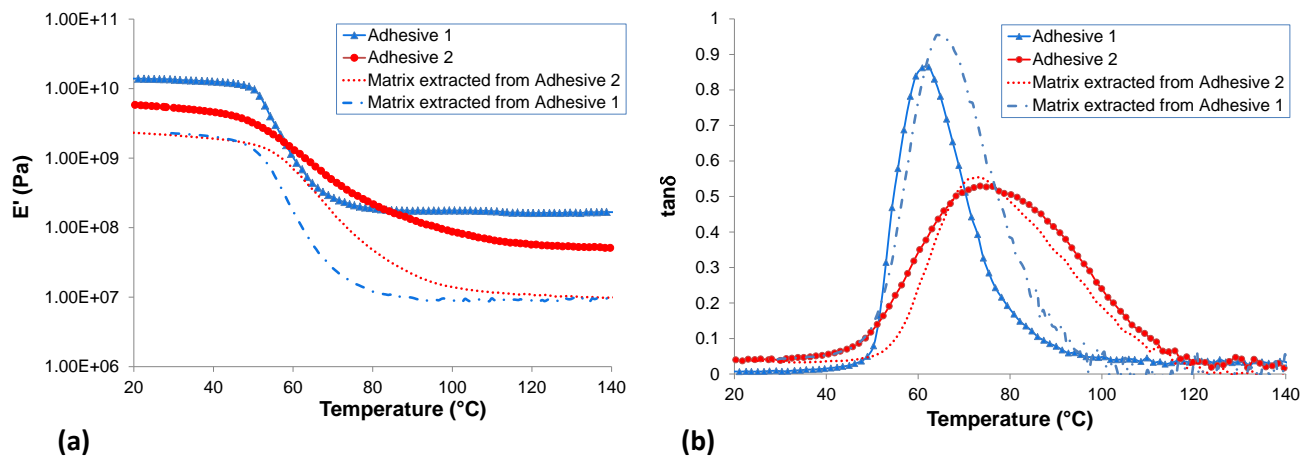 1.00E+11
1.00E+10
1.00E+09
1.00E+08
1.00E+07
1.00E+06
E' (Pa)
20 40 60 80 100 120 140
Temperature (°C)
Adhesive 1
Adhesive 2
Matrix extracted from Adhesive 2
Matrix extracted from Adhesive 1
(a)
1
0.9
0.8
0.7
0.6
0.5
0.4
0.3
0.2
0.1
0
tanδ
20 40 60 80 100 120 140
Temperature (°C)
Adhesive 1
Adhesive 2
Matrix extracted from Adhesive 2
Matrix extracted from Adhesive 1
(b)